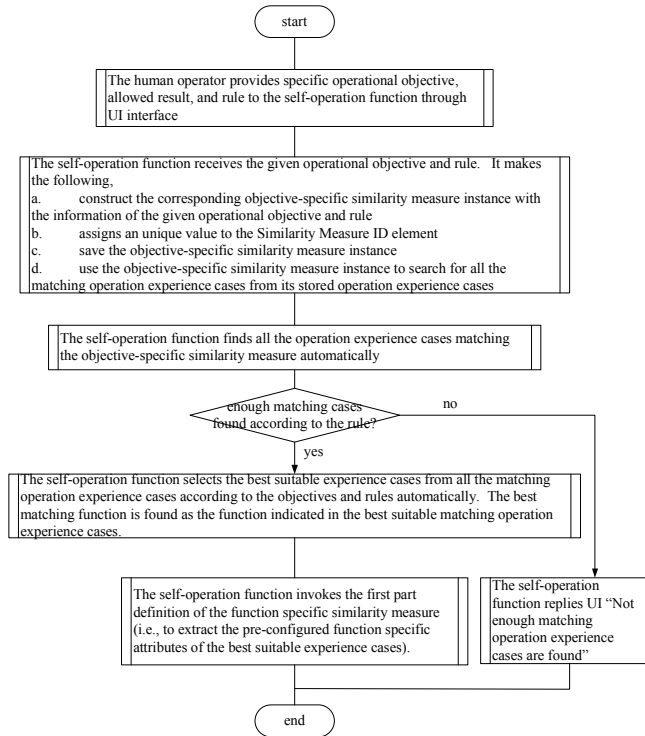 start
The human operator provides specific operational objective,
allowed result, and rule to the self-operation function through
UI interface
The self-operation function receives the given operational objective and rule. It makes
the following,
a. construct the corresponding objective-specific similarity measure instance with
the information of the given operational objective and rule
b. assigns an unique value to the Similarity Measure ID element
c. save the objective-specific similarity measure instance
d. use the objective-specific similarity measure instance to search for all the
matching operation experience cases from its stored operation experience cases
The self-operation function finds all the operation experience cases matching
the objective-specific similarity measure automatically
enough matching cases
found according to the rule?
no
yes
The self-operation function selects the best suitable experience cases from all the matching
operation experience cases according to the objectives and rules automatically. The best
matching function is found as the function indicated in the best suitable matching operation
experience cases.
The self-operation function invokes the first part
definition of the function specific similarity measure
(i.e., to extract the pre-configured function specific
attributes of the best suitable experience cases).
The self-operation
function replies UI “Not
enough matching
operation experience
cases are found”
end